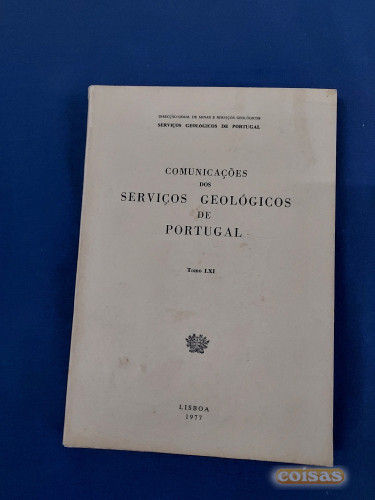 DIRECÇÃO-GERAL DE MINAS E SERVIÇOS GEOLÓGICOS
SERVIÇOS GEOLÓGICOS DE PORTUGAL
COMUNICAÇÕES
DOS
SERVIÇOS GEOLÓGICOS
DE
PORTUGAL
Tomo LXI
LISBOA
1977
coisas